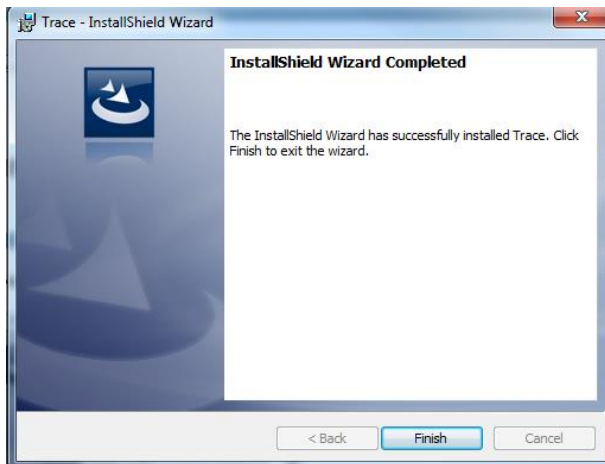 Trace - InstallShield Wizard
InstallShield Wizard Completed
The InstallShield Wizard has successfully installed Trace. Click
Finish to exit the wizard.
< Back
Finish
Cancel